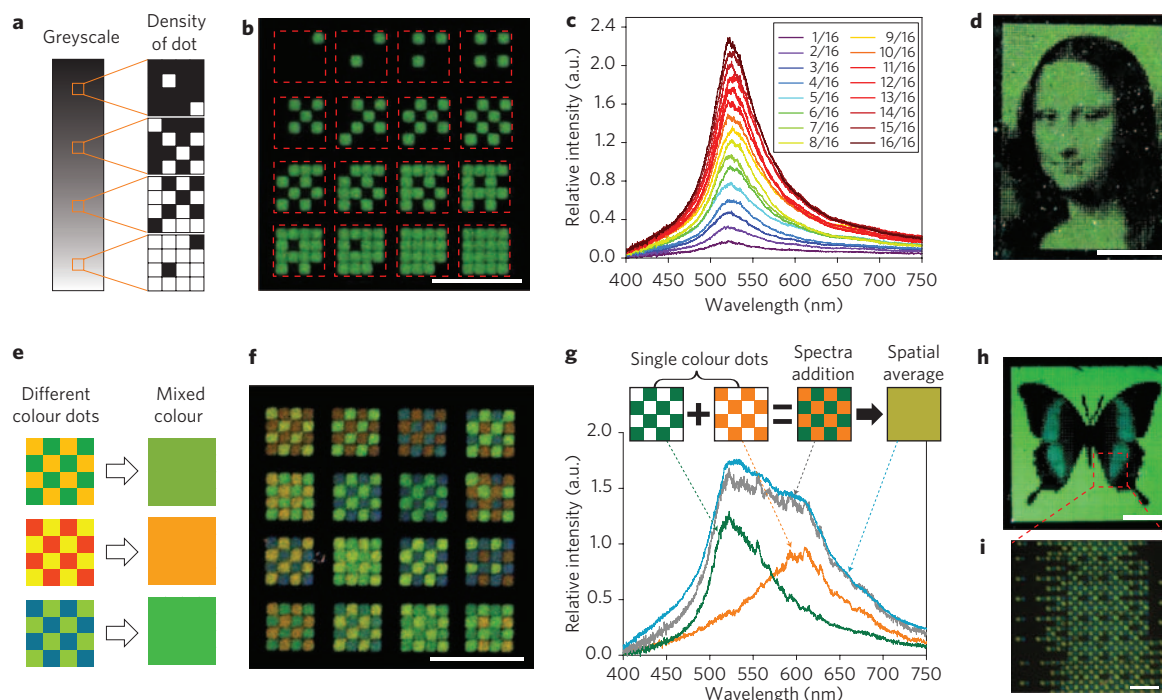 a
Greyscale
Density
of dot
b
c
Relative intensity (a.u.)
2.4
2.0
1.6
1.2
0.8
0.4
0.0
400 450 500 550 600 650 700 750
Wavelength (nm)
1/16 9/16
2/16 10/16
3/16 11/16
4/16 12/16
5/16 13/16
6/16 14/16
7/16 15/16
8/16 16/16
d
e
Different
colour dots
Mixed
colour
f
g
Single colour dots
Spectra
addition
Spatial
average
Relative intensity (a.u.)
2.0
1.5
1.0
0.5
0.0
400 450 500 550 600 650 700 750
Wavelength (nm)
h
i